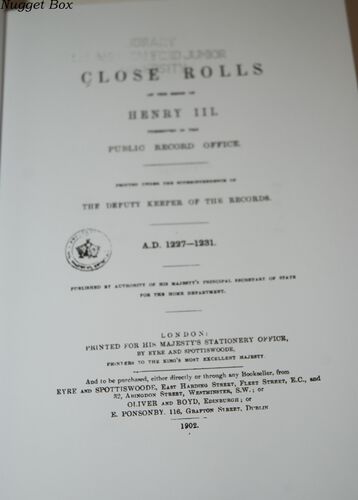 Nugget Box
LIBRARY
JUNIOR
CLOSE ROLLS
OF THE REIGN OF
HENRY III.
PRESERVED IN THE
PUBLIC RECORD OFFICE.
PRINTED UNDER THE SUPERINTENDENCE OF
THE DEPUTY KEEPER OF THE RECORDS.
A.D. 1227—1231.
PUBLISHED BY AUTHORITY OF HIS MAJESTY'S PRINCIPAL SECRETARY OF STATE
FOR THE HOME DEPARTMENT.
LONDON:
PRINTED FOR HIS MAJESTY'S STATIONERY OFFICE,
BY EYRE AND SPOTTISWOODE,
PRINTERS TO THE KING'S MOST EXCELLENT MAJESTY.
And to be purchased, either directly or through any Bookseller, from
EYRE AND SPOTTISWOODE, EAST HARDING STREET, FLEET STREET, E.C., and
32, ABINGDON STREET, WESTMINSTER, S.W.; or
OLIVER AND BOYD, EDINBURGH; or
E. PONSONBY, 116, GRAFTON STREET, DUBLIN
1902.